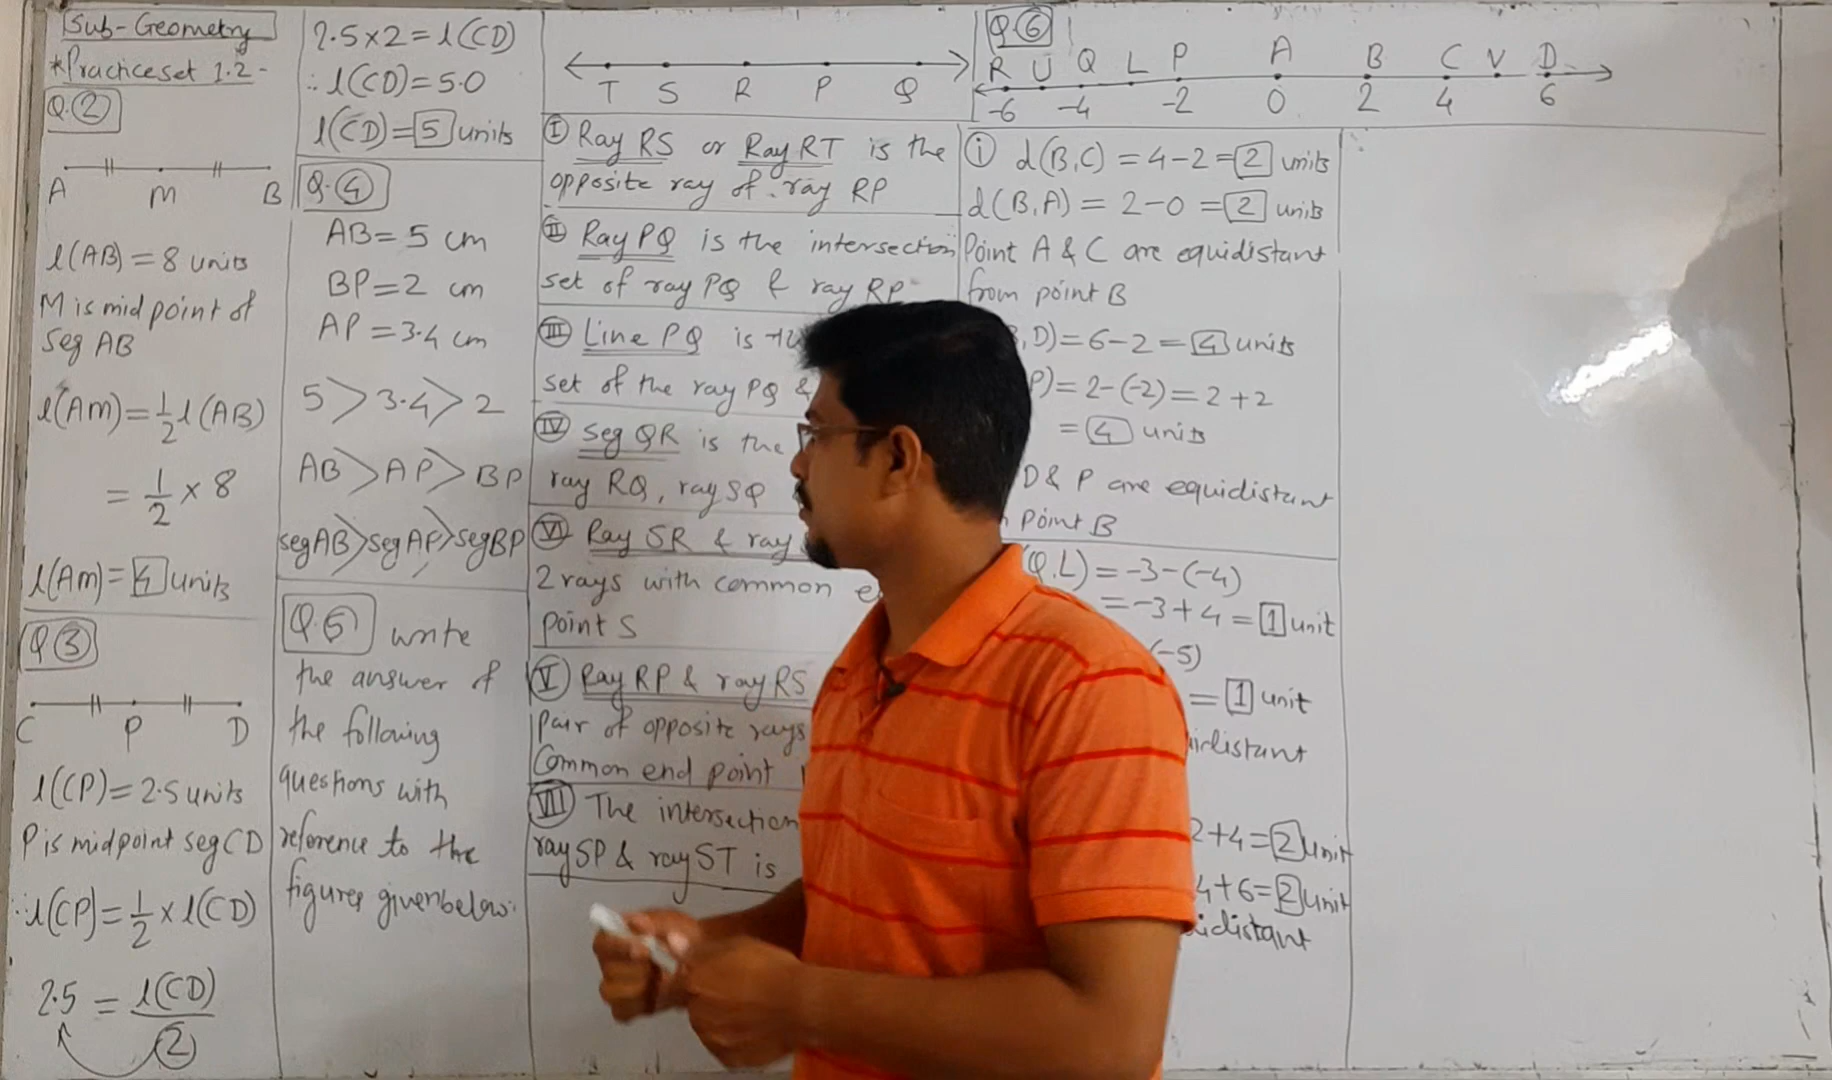 Sub-Geometry
*Practice set 1.2-
Q.②
A M B
l(AB)=8 units
M is mid point of
seg AB
l(AM)=1/2 l(AB)
= 1/2 × 8
l(AM)=4 units
Q③
C P D
l(CP)=2.5 units
P is midpoint seg CD
∴l(CP)=1/2 × l(CD)
2.5 = l(CD)/2
2.5×2=l(CD)
∴ l(CD)=5.0
l(CD)=5 units
Q.④
AB=5 cm
BP=2 cm
AP=3.4 cm
5>3.4>2
AB>AP>BP
segAB>segAP>segBP
Q.5 write
the answer of
the following
questions with
reference to the
figures given below.
T S R P Q
Ⓘ Ray RS or Ray RT is the
opposite ray of ray RP
Ⅱ Ray PQ is the intersection
set of ray PQ & ray RP
Ⅲ Line PQ is
set of the ray PQ &
Ⅳ seg QR is the
ray RQ, ray SQ
Ⅵ Ray SR & ray
2 rays with common
point S
Ⅴ Ray RP & ray RS
Pair of opposite rays
Common end point
Ⅶ The intersection
ray SP & ray ST is
Q.⑥
R U Q L P A B C V D
-6 -4 -2 0 2 4 6
ⓘ d(B,C) = 4-2=2 units
d(B,A) = 2-0 =2 units
Point A & C are equidistant
from point B
,D)=6-2=4 units
P)=2-(-2)=2+2
=4 units
D & P are equidistant
Point B
(Q,L)=-3-(-4)
=-3+4=1 unit
(-5)
=1 unit
idistant
2+4=2 unit
4+6=2 unit
uidistant